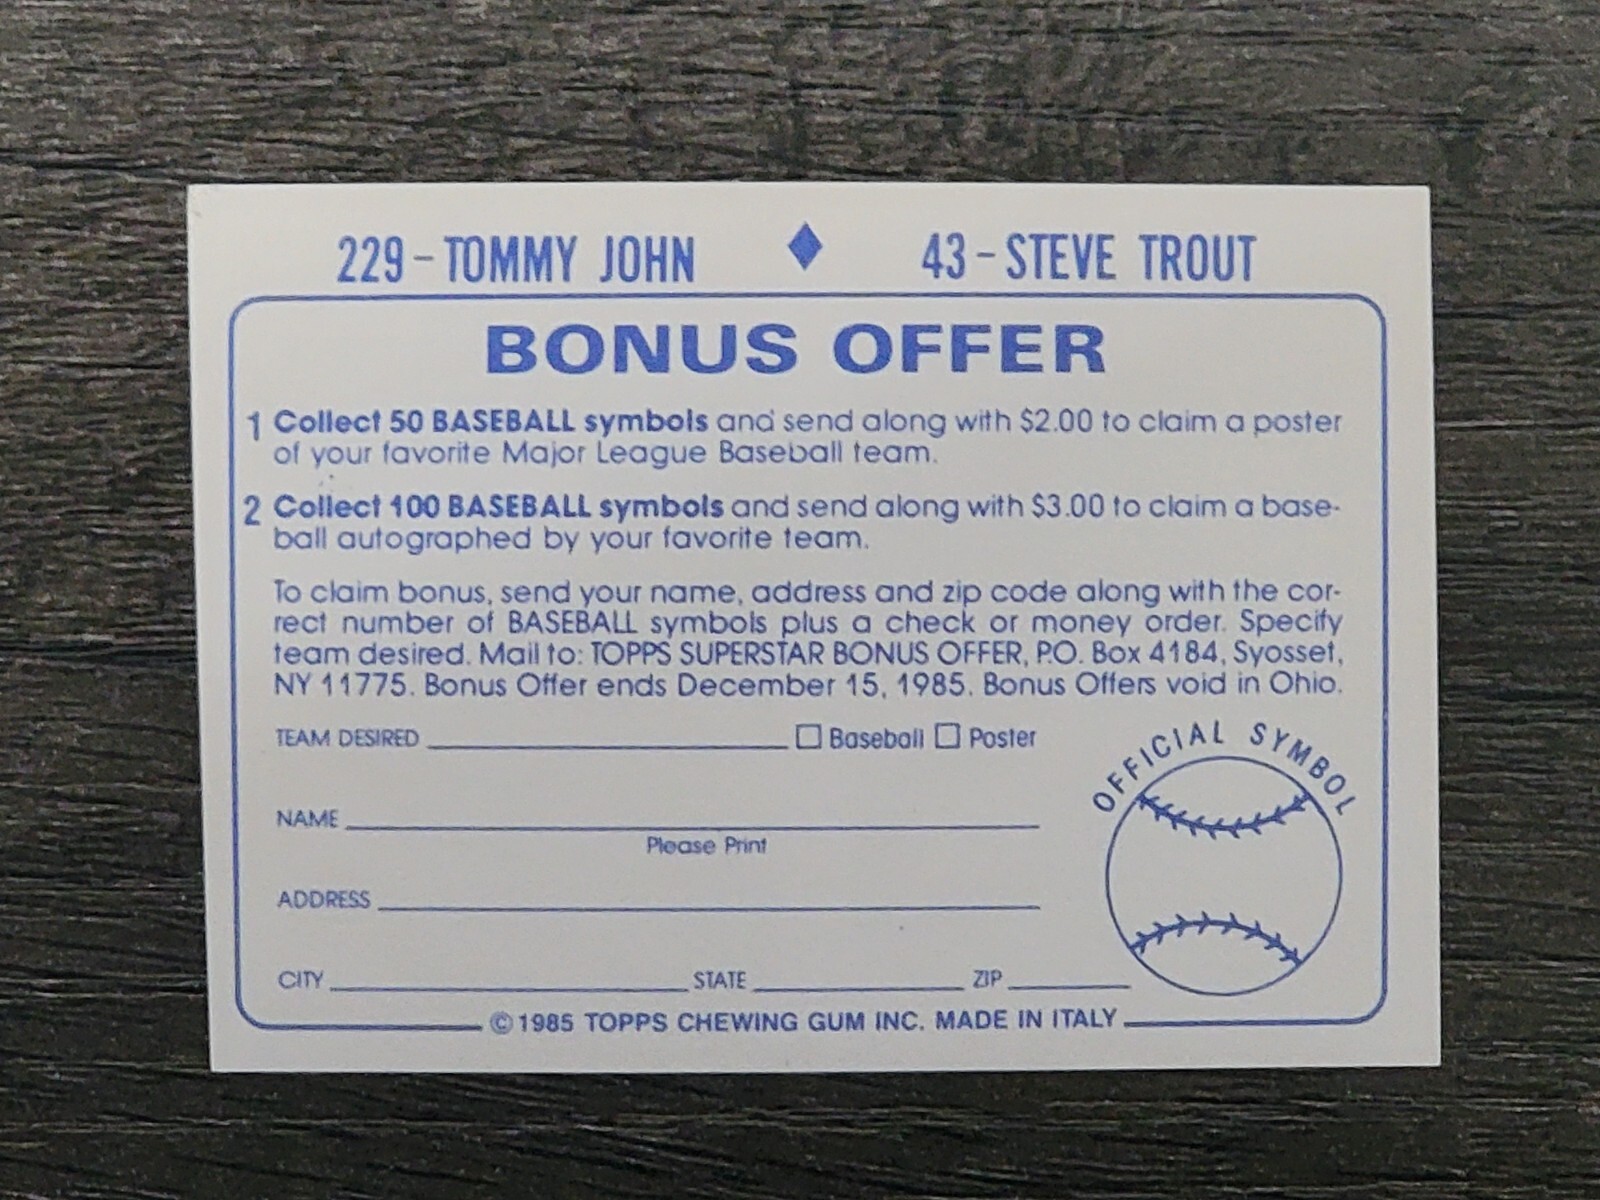 229-TOMMY JOHN ♦ 43-STEVE TROUT
BONUS OFFER
1 Collect 50 BASEBALL symbols and send along with $2.00 to claim a poster
of your favorite Major League Baseball team.
2 Collect 100 BASEBALL symbols and send along with $3.00 to claim a base-
ball autographed by your favorite team.
To claim bonus, send your name, address and zip code along with the cor-
rect number of BASEBALL symbols plus a check or money order. Specify
team desired. Mail to: TOPPS SUPERSTAR BONUS OFFER, P.O. Box 4184, Syosset,
NY 11775. Bonus Offer ends December 15, 1985. Bonus Offers void in Ohio.
TEAM DESIRED ☐ Baseball ☐ Poster
OFFICIAL SYMBOL
NAME
Please Print
ADDRESS
CITY STATE ZIP
© 1985 TOPPS CHEWING GUM INC. MADE IN ITALY